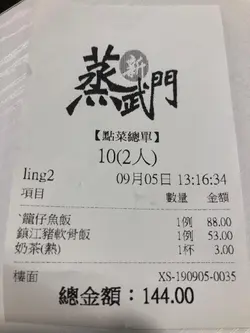 蒸武門
新
【點菜總單】
10(2人)
ling2 09月05日 13:16:34
項目 數量 金額
`籠仔魚飯 1例 88.00
鎮江豬軟骨飯 1例 53.00
奶茶(熱) 1杯 3.00
樓面 XS-190905-0035
總金額：144.00